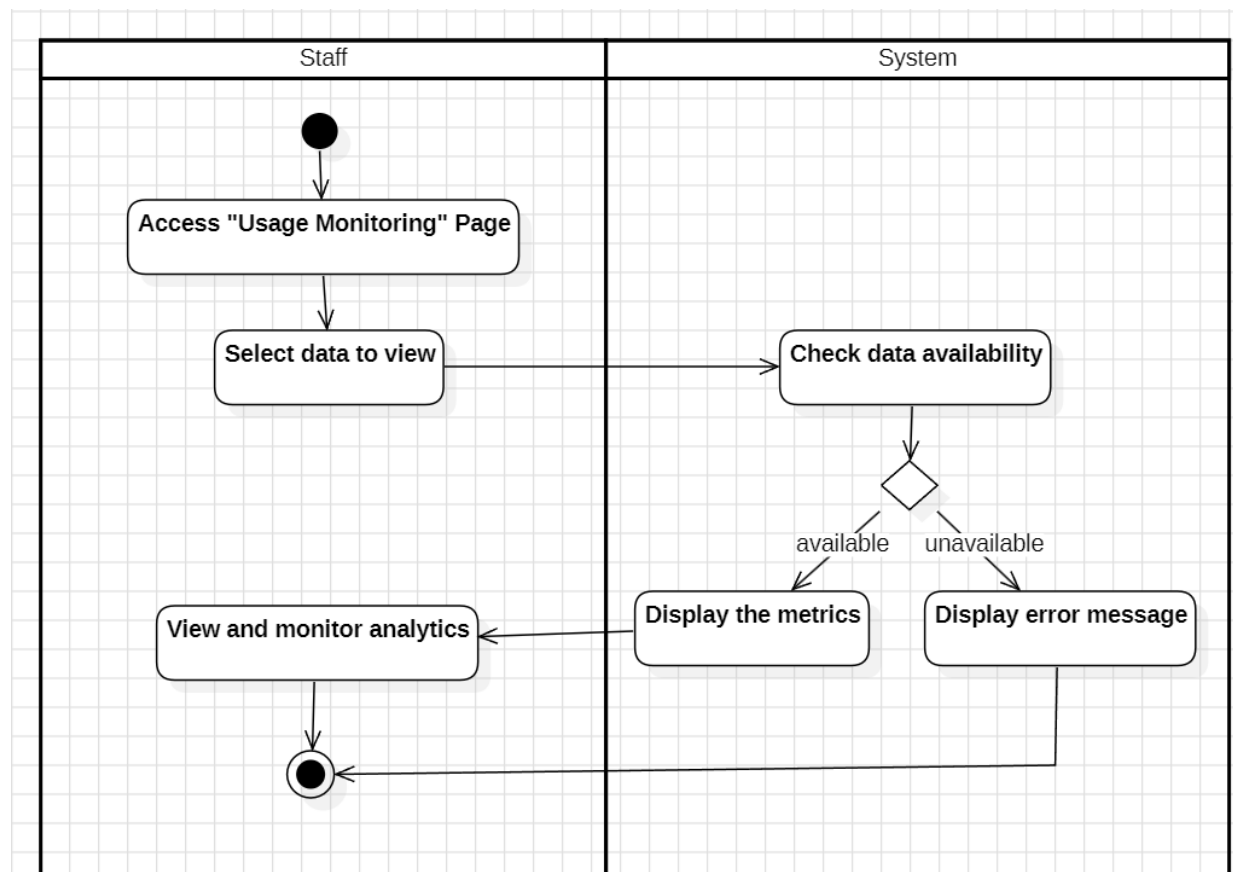 Staff
System
Access "Usage Monitoring" Page
Select data to view
Check data availability
available
unavailable
Display the metrics
Display error message
View and monitor analytics